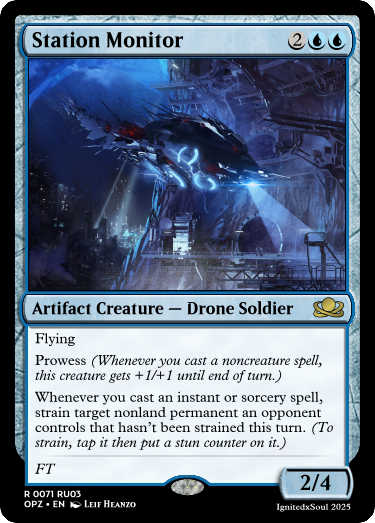 Station Monitor 2
Artifact Creature — Drone Soldier
Flying
Prowess (Whenever you cast a noncreature spell,
this creature gets +1/+1 until end of turn.)
Whenever you cast an instant or sorcery spell,
strain target nonland permanent an opponent
controls that hasn't been strained this turn. (To
strain, tap it then put a stun counter on it.)
FT
2/4
R 0071 RU03
OPZ • EN Leif Heanzo
IgnitedxSoul 2025